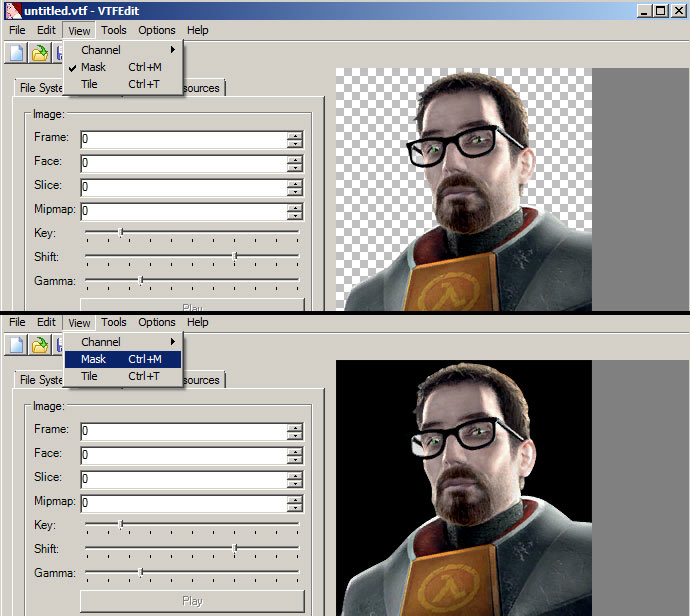 untitled.vtf - VTFEdit
File Edit View Tools Options Help
Channel
Mask Ctrl+M
Tile Ctrl+T
File Syste sources
Image:
Frame: 0
Face: 0
Slice: 0
Mipmap: 0
Key:
Shift:
Gamma:
Play
File Edit View Tools Options Help
Channel
Mask Ctrl+M
Tile Ctrl+T
File Syste sources
Image:
Frame: 0
Face: 0
Slice: 0
Mipmap: 0
Key:
Shift:
Gamma:
Play